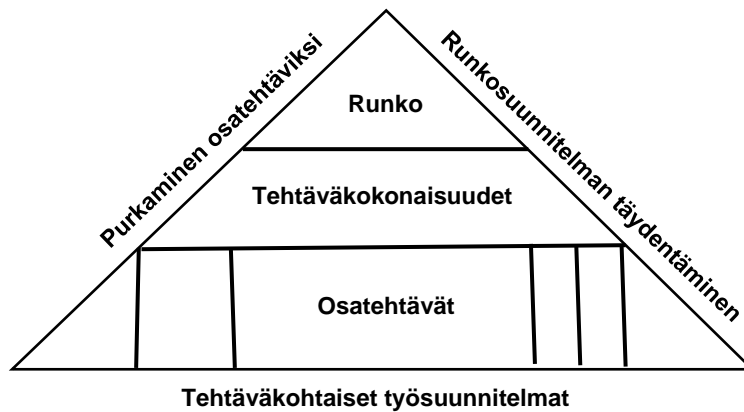 Purkaminen osatehtäviksi
Runkosuunnitelman täydentäminen
Runko
Tehtäväkokonaisuudet
Osatehtävät
Tehtäväkohtaiset työsuunnitelmat